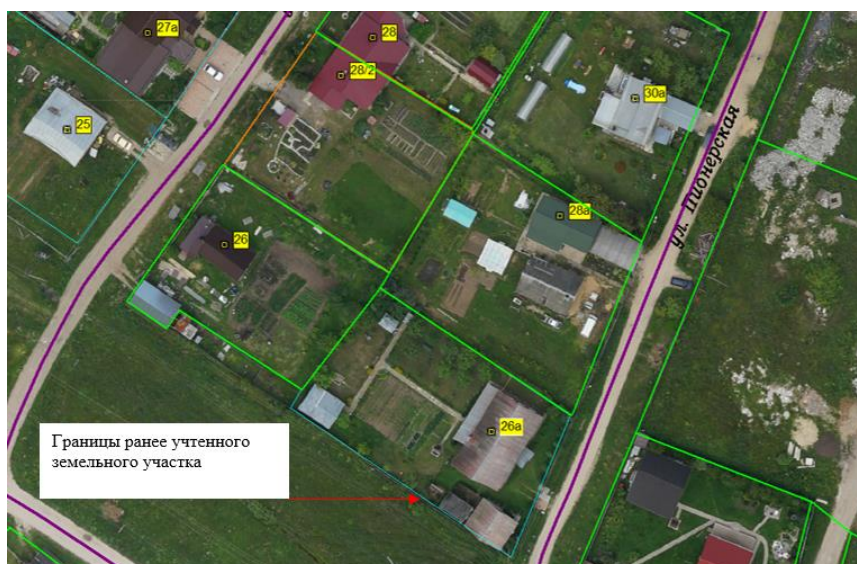 27а
28
28/2
30а
25
ул. Пионерская
28а
26
Границы ранее учтенного
земельного участка
26а